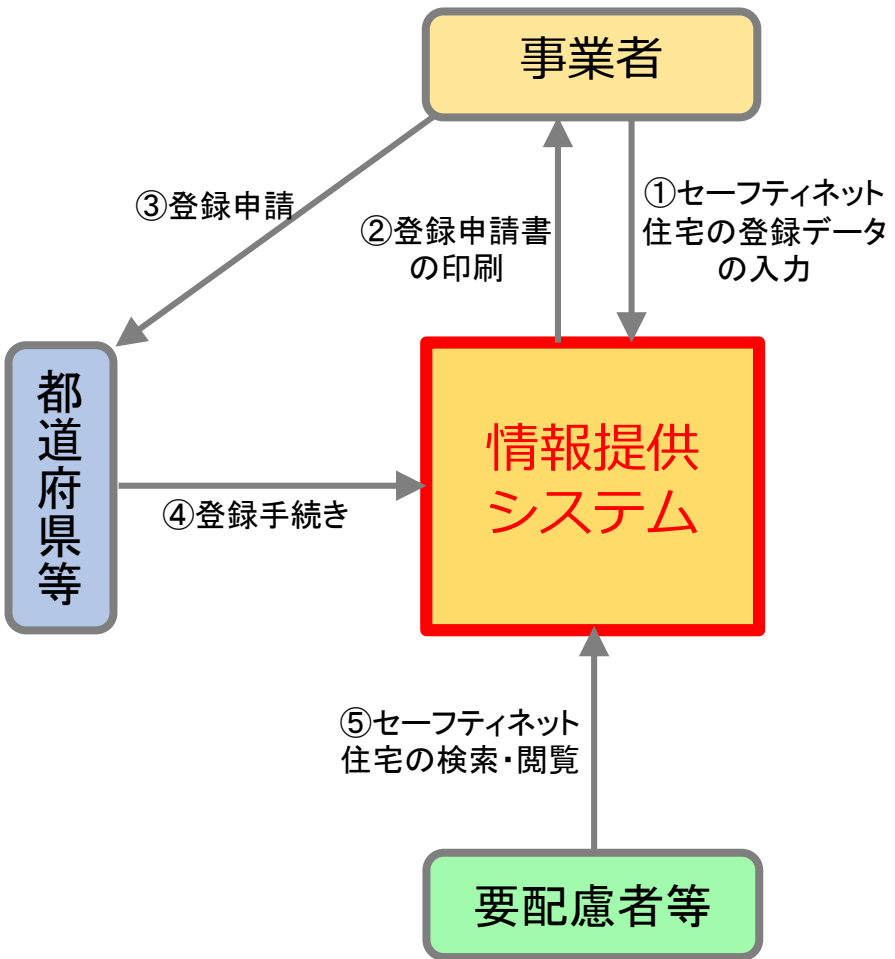 事業者
③登録申請
②登録申請書
の印刷
①セーフティネット
住宅の登録データ
の入力
都道府県等
情報提供
システム
④登録手続き
⑤セーフティネット
住宅の検索・閲覧
要配慮者等